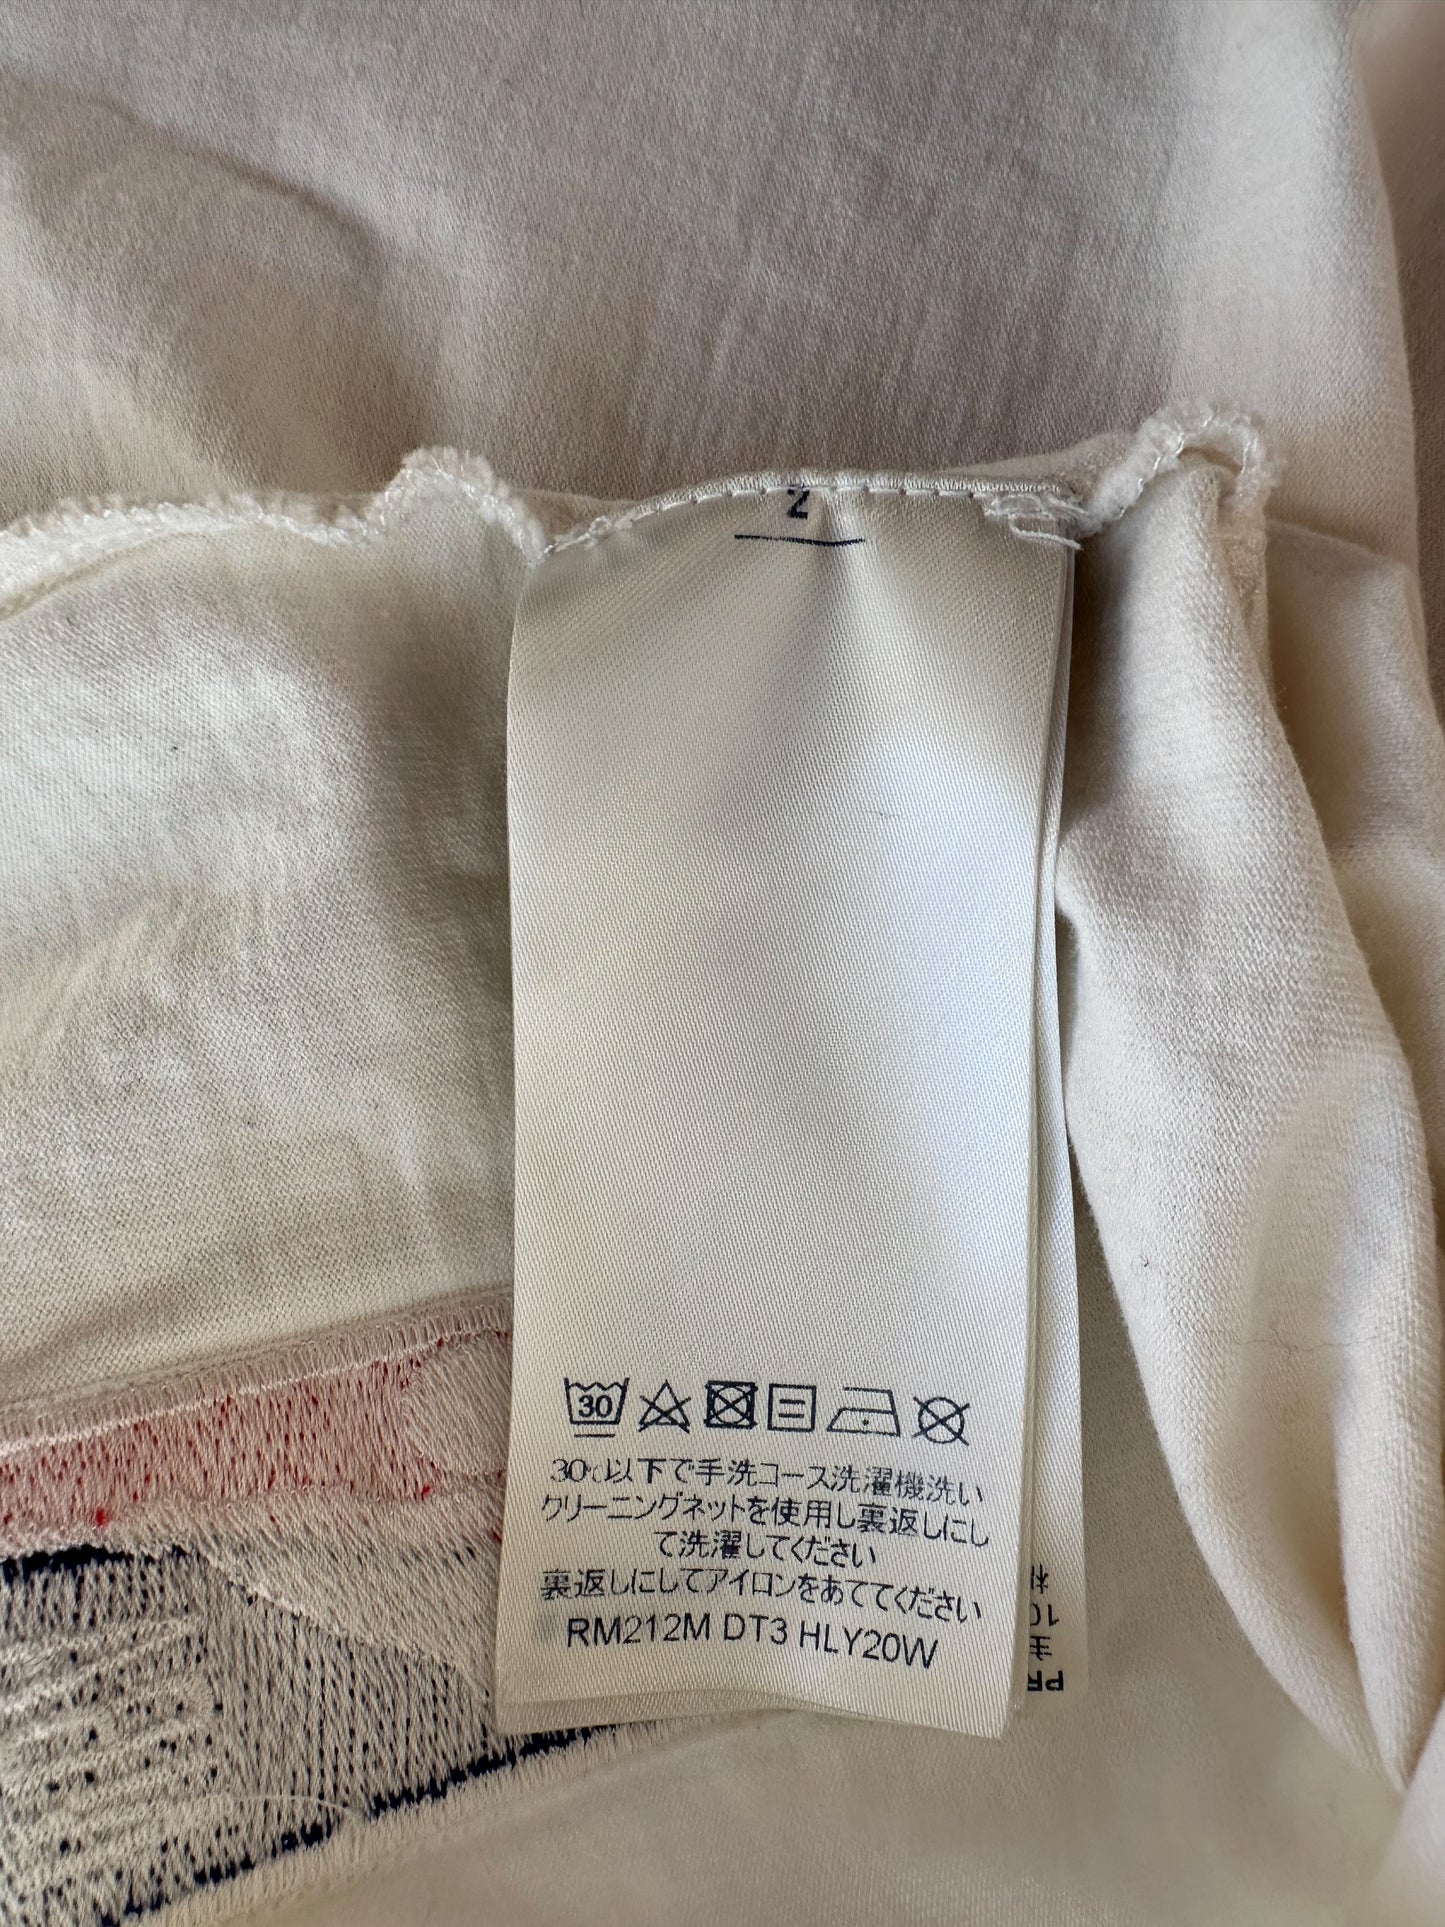 2
30
30℃以下で手洗コース洗濯機洗い
クリーニングネットを使用し裏返しにし
て洗濯してください
裏返しにしてアイロンをあててください
RM212M DT3 HLY20W
主